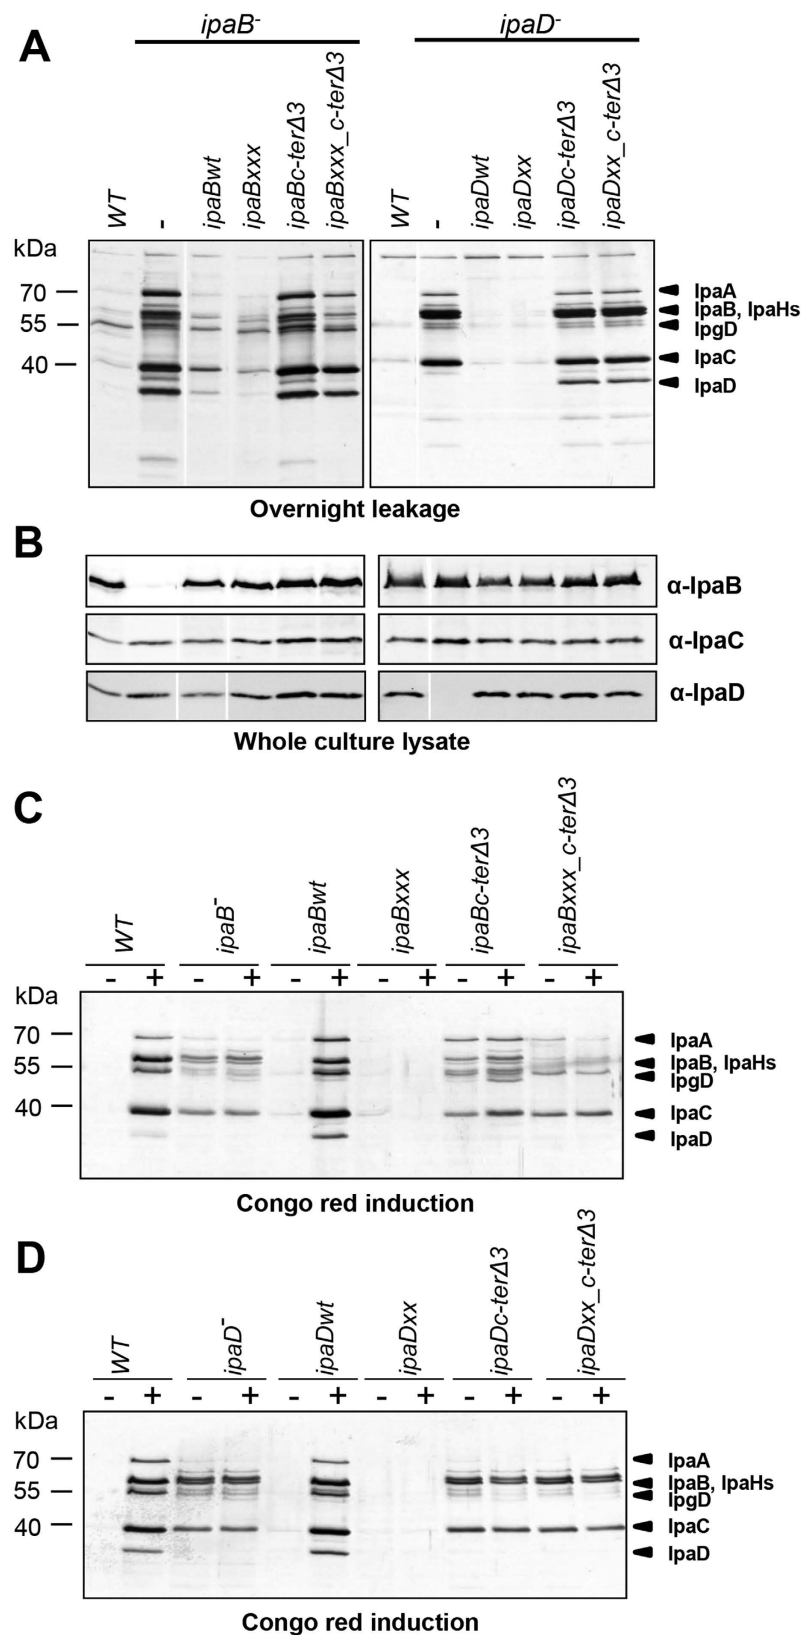 A
ipaB-
ipaD-
WT
-
ipaBwt
ipaBxxx
ipaBc-terΔ3
ipaBxxx_c-terΔ3
WT
-
ipaDwt
ipaDxx
ipaDc-terΔ3
ipaDxx_c-terΔ3
kDa
70
55
40
IpaA
IpaB, IpaHs
IpgD
IpaC
IpaD
Overnight leakage
B
α-IpaB
α-IpaC
α-IpaD
Whole culture lysate
C
WT
ipaB-
ipaBwt
ipaBxxx
ipaBc-terΔ3
ipaBxxx_c-terΔ3
- + - + - + - + - + - +
kDa
70
55
40
IpaA
IpaB, IpaHs
IpgD
IpaC
IpaD
Congo red induction
D
WT
ipaD-
ipaDwt
ipaDxx
ipaDc-terΔ3
ipaDxx_c-terΔ3
- + - + - + - + - + - +
kDa
70
55
40
IpaA
IpaB, IpaHs
IpgD
IpaC
IpaD
Congo red induction